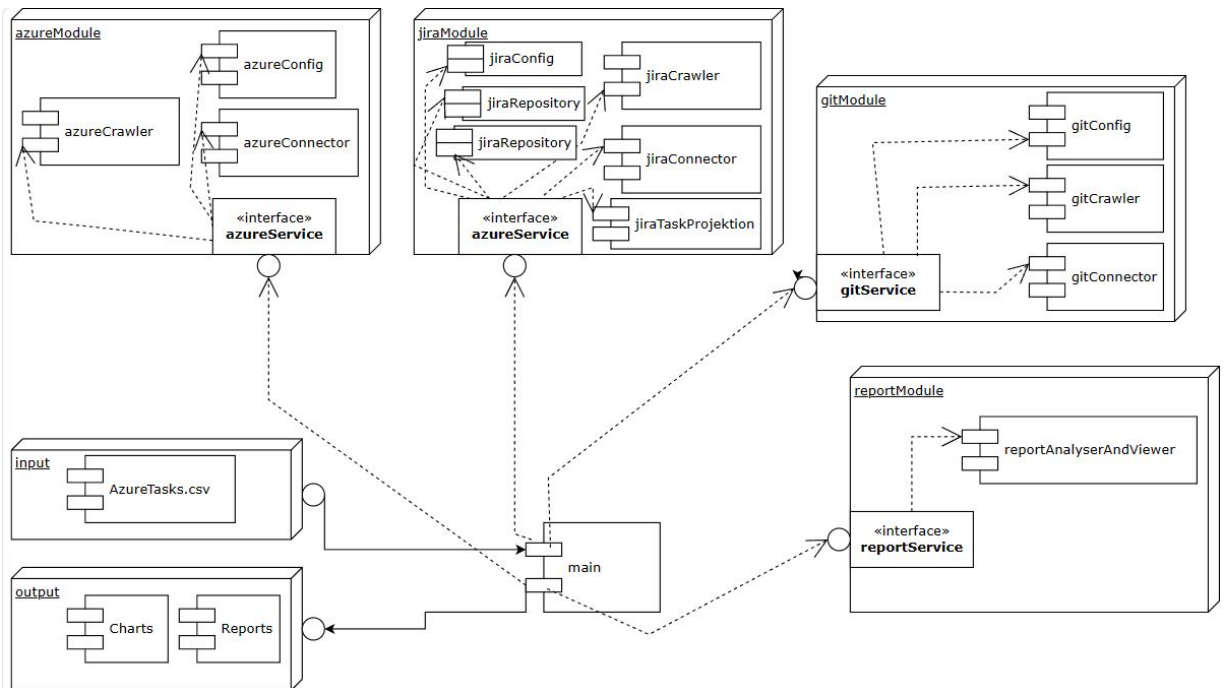 azureModule
azureConfig
azureCrawler
azureConnector
«interface»
azureService
jiraModule
jiraConfig
jiraCrawler
jiraRepository
jiraRepository
jiraConnector
jiraTaskProjektion
«interface»
azureService
gitModule
gitConfig
gitCrawler
gitConnector
«interface»
gitService
reportModule
reportAnalyserAndViewer
«interface»
reportService
input
AzureTasks.csv
main
output
Charts
Reports